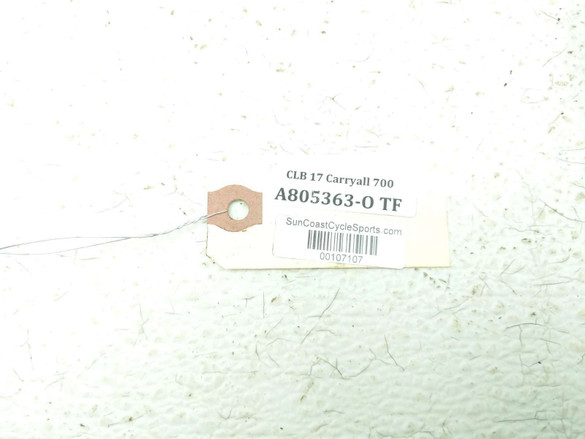 CLB 17 Carryall 700
A805363-O TF
SunCoastCycleSports.com
00107107